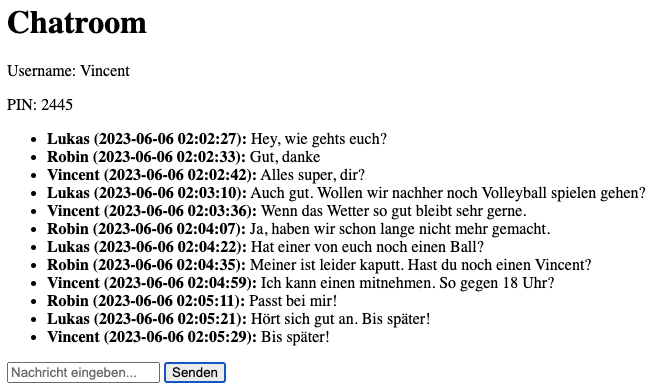 Chatroom
Username: Vincent
PIN: 2445
Lukas (2023-06-06 02:02:27): Hey, wie gehts euch?
Robin (2023-06-06 02:02:33): Gut, danke
Vincent (2023-06-06 02:02:42): Alles super, dir?
Lukas (2023-06-06 02:03:10): Auch gut. Wollen wir nachher noch Volleyball spielen gehen?
Vincent (2023-06-06 02:03:36): Wenn das Wetter so gut bleibt sehr gerne.
Robin (2023-06-06 02:04:07): Ja, haben wir schon lange nicht mehr gemacht.
Lukas (2023-06-06 02:04:22): Hat einer von euch noch einen Ball?
Robin (2023-06-06 02:04:35): Meiner ist leider kaputt. Hast du noch einen Vincent?
Vincent (2023-06-06 02:04:59): Ich kann einen mitnehmen. So gegen 18 Uhr?
Robin (2023-06-06 02:05:11): Passt bei mir!
Lukas (2023-06-06 02:05:21): Hört sich gut an. Bis später!
Vincent (2023-06-06 02:05:29): Bis später!
Nachricht eingeben... Senden